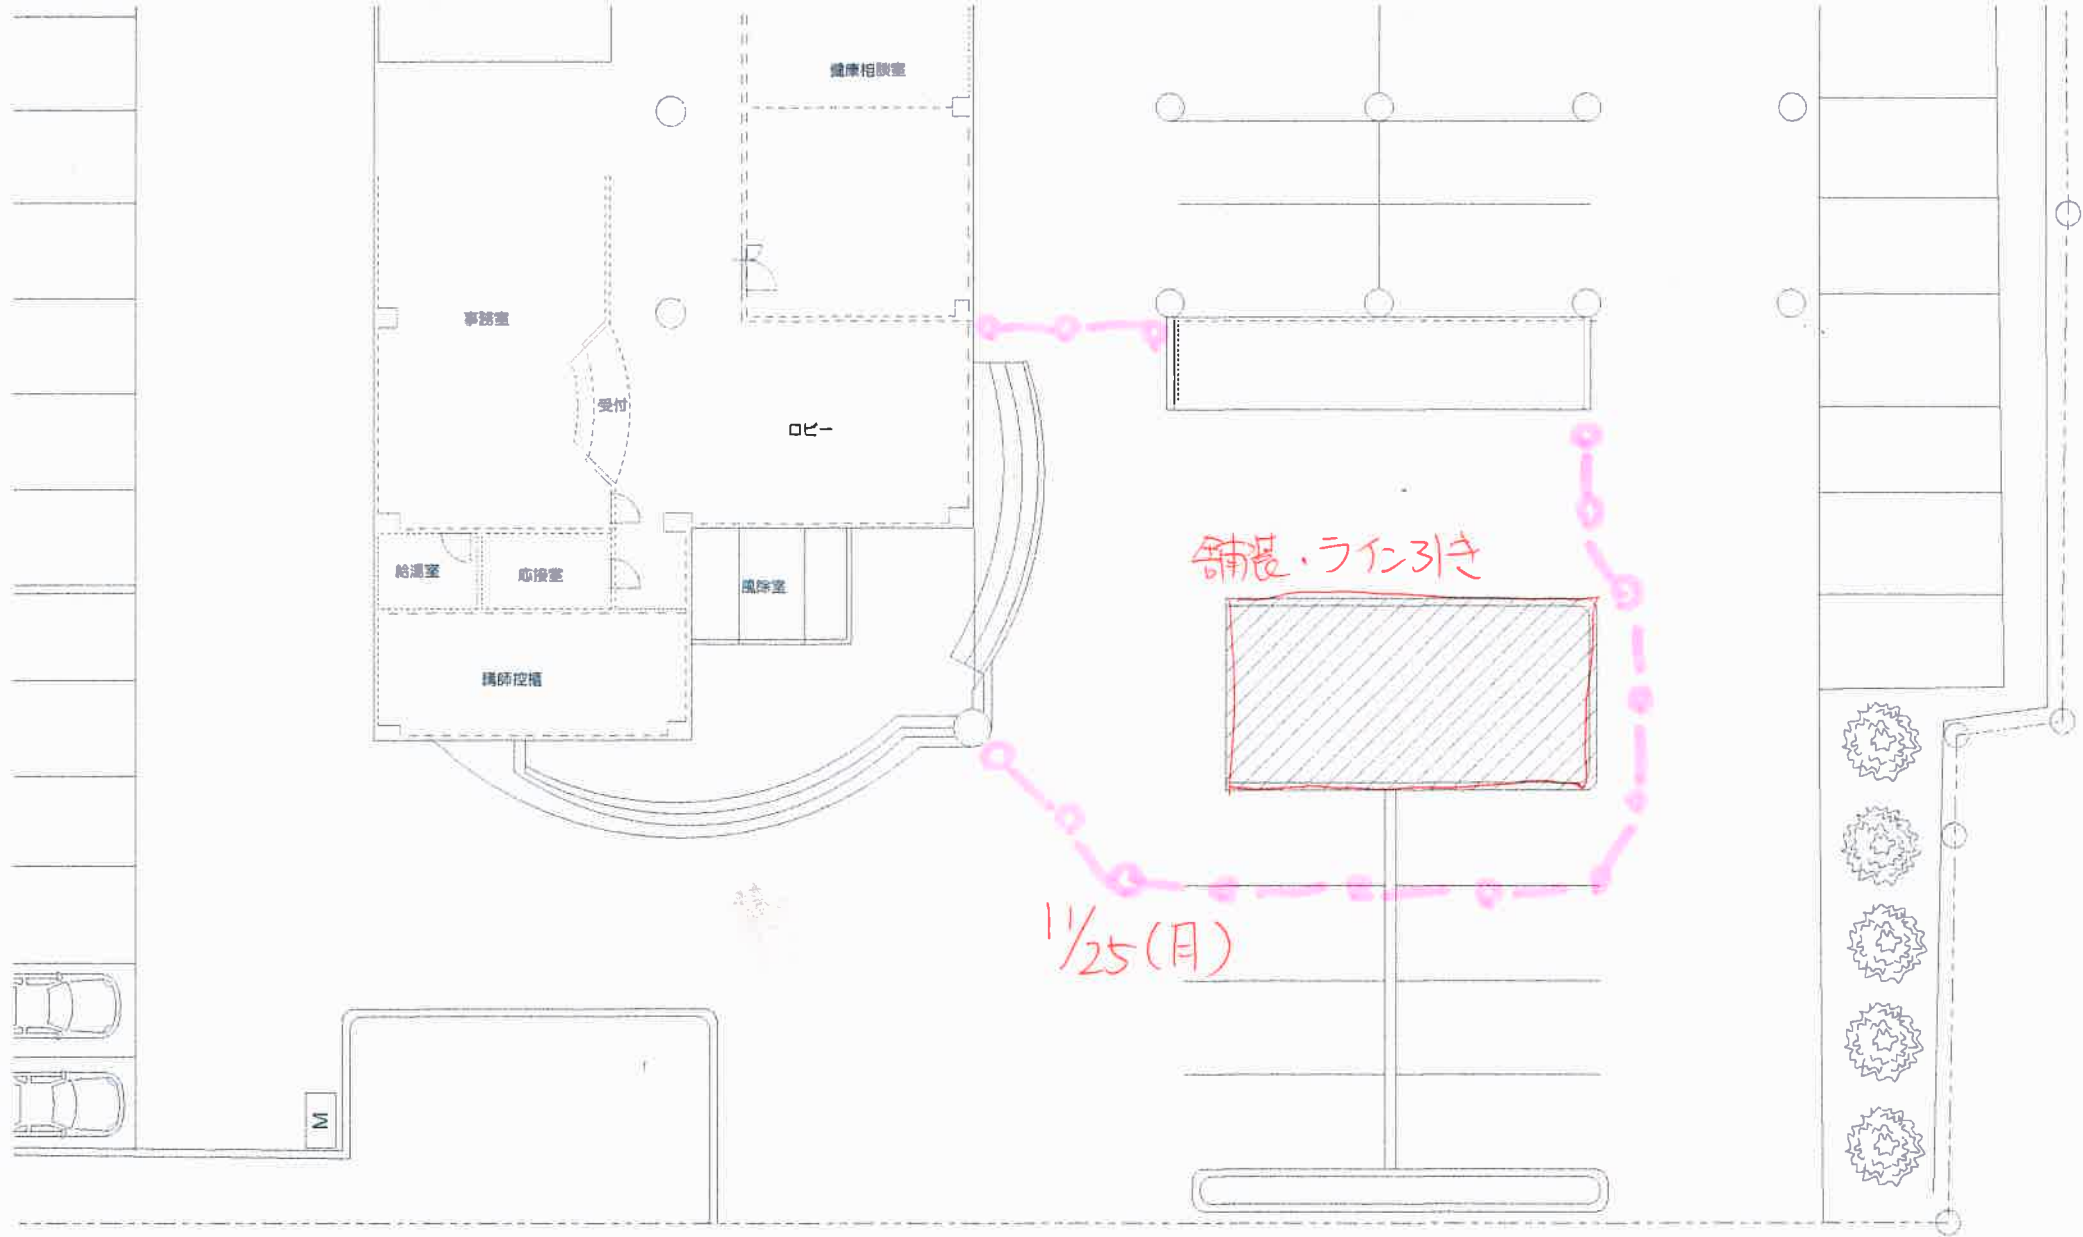 健康相談室
事務室
受付
ロビー
舗装・ライン引き
給湯室
応接室
風除室
講師控櫃
11/25(月)
M